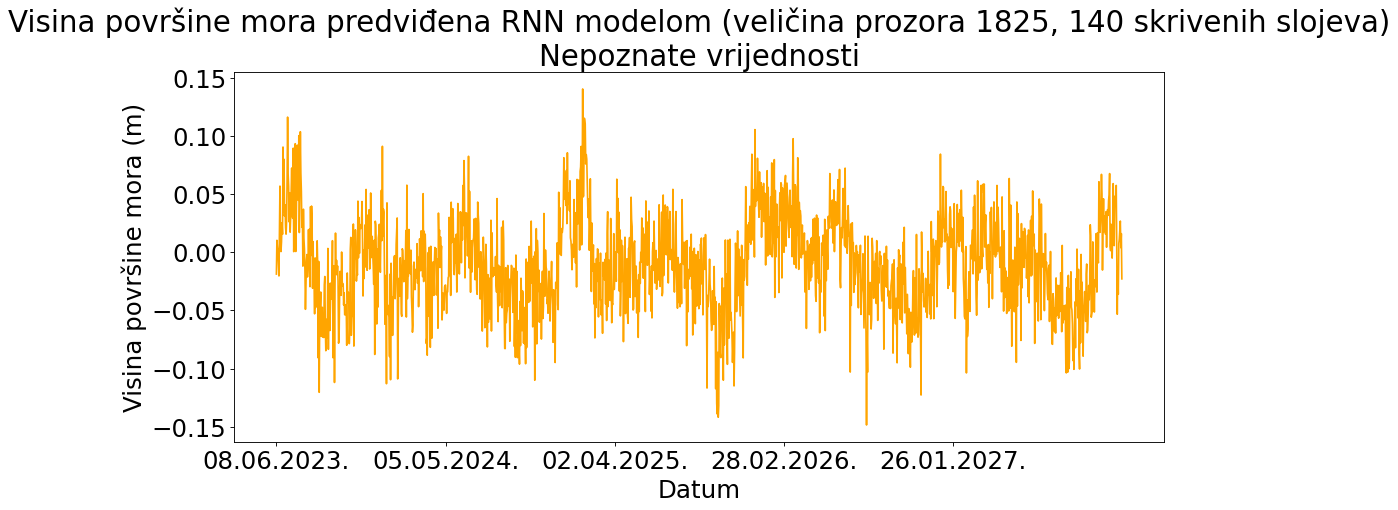 Visina površine mora predviđena RNN modelom (veličina prozora 1825, 140 skrivenih slojeva)
Nepoznate vrijednosti
Visina površine mora (m)
0.15
0.10
0.05
0.00
−0.05
−0.10
−0.15
08.06.2023. 05.05.2024. 02.04.2025. 28.02.2026. 26.01.2027.
Datum